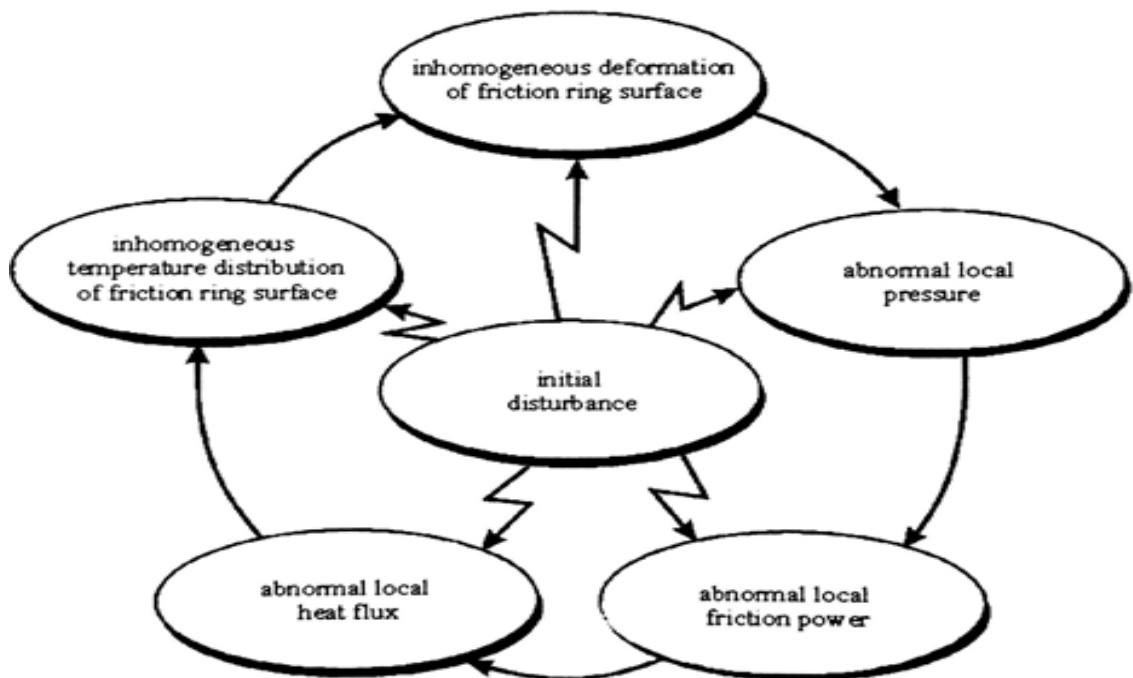 inhomogeneous deformation
of friction ring surface
inhomogeneous
temperature distribution
of friction ring surface
abnormal local
pressure
initial
disturbance
abnormal local
heat flux
abnormal local
friction power